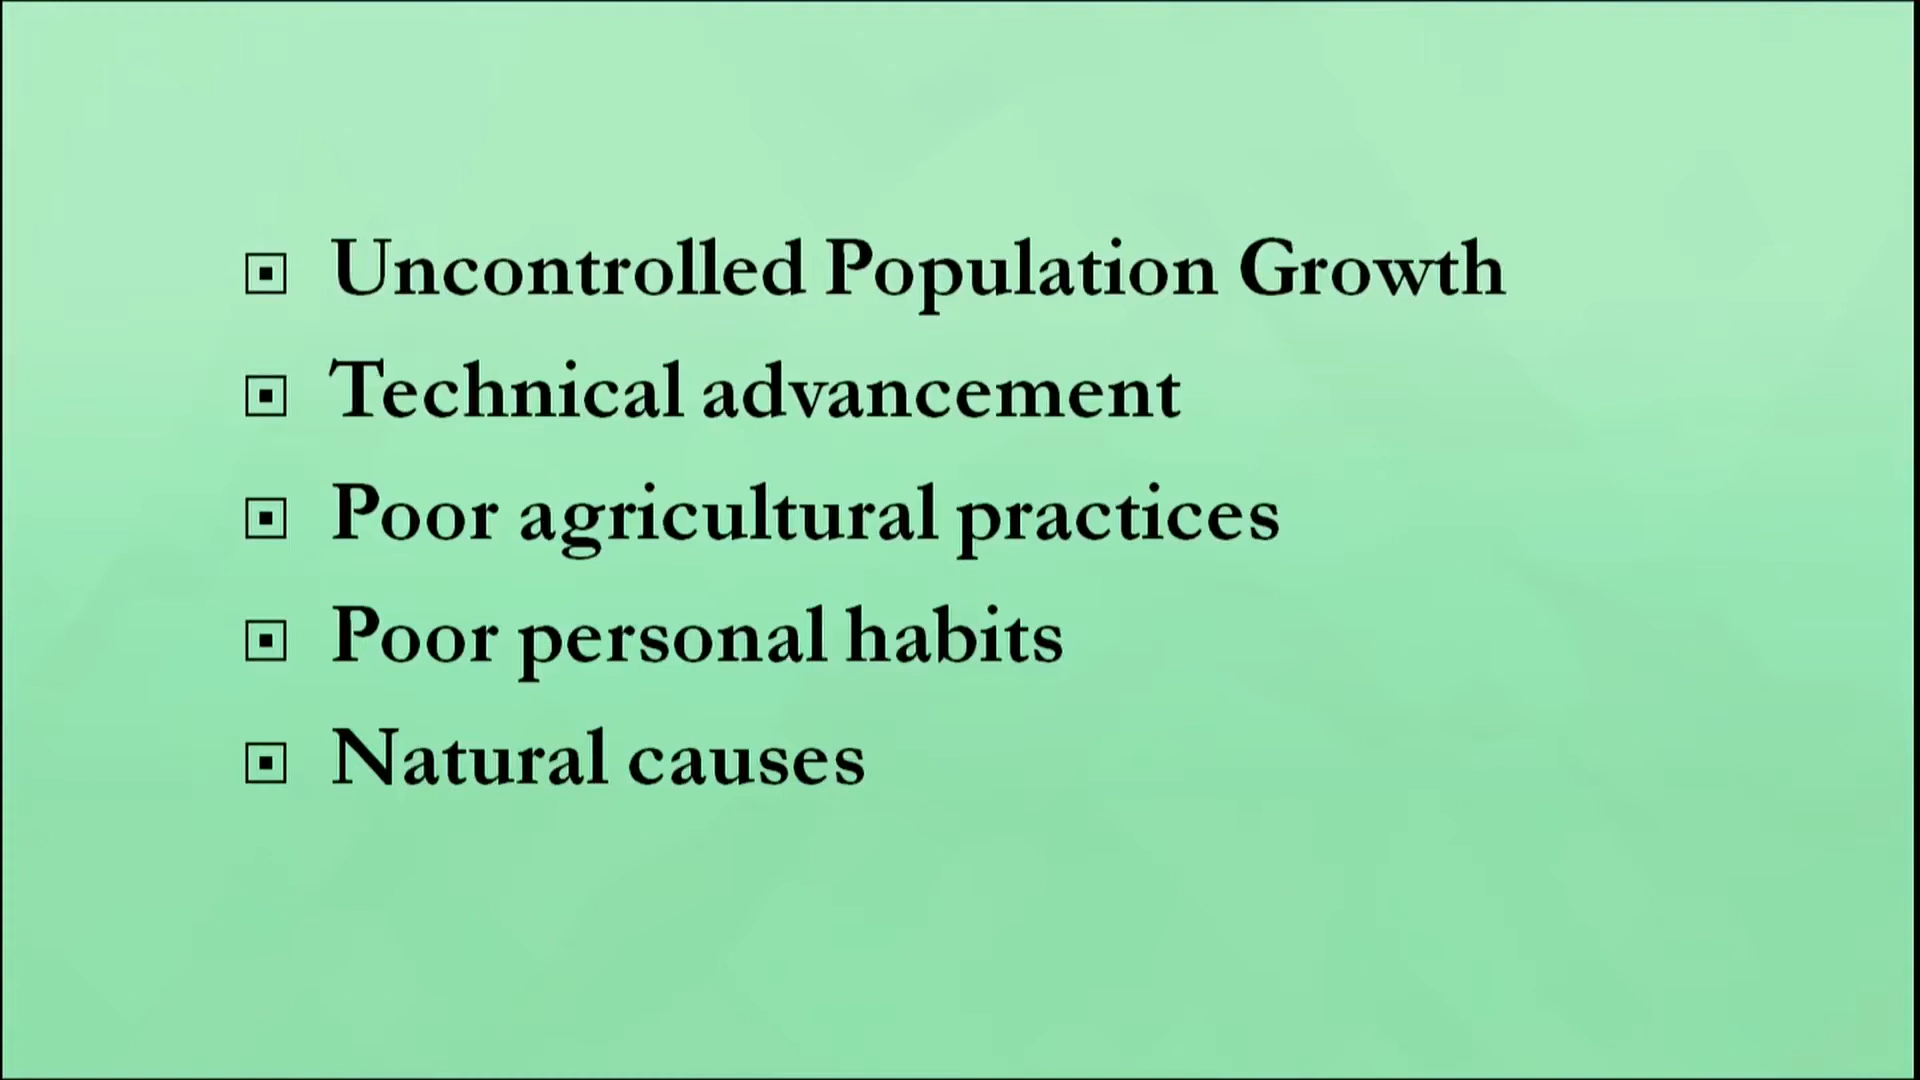 Uncontrolled Population Growth
Technical advancement
Poor agricultural practices
Poor personal habits
Natural causes